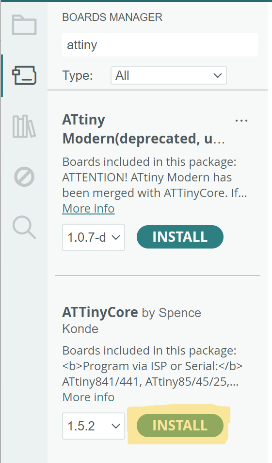 BOARDS MANAGER
attiny
Type: All
ATtiny
Modern(deprecated, u...
...
Boards included in this package:
ATTENTION! ATtiny Modern has
been merged with ATTinyCore. If...
More info
1.0.7-d
INSTALL
ATTinyCore by Spence
Konde
Boards included in this package:
<b>Program via ISP or Serial:</b>
ATtiny841/441, ATtiny85/45/25,...
More info
1.5.2
INSTALL